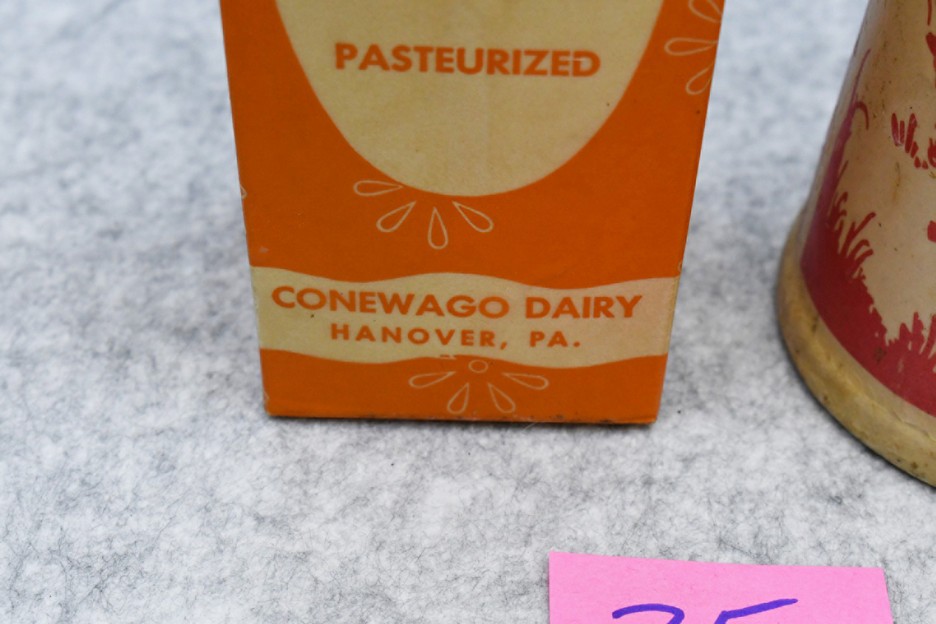 PASTEURIZED
CONEWAGO DAIRY
HANOVER, PA.